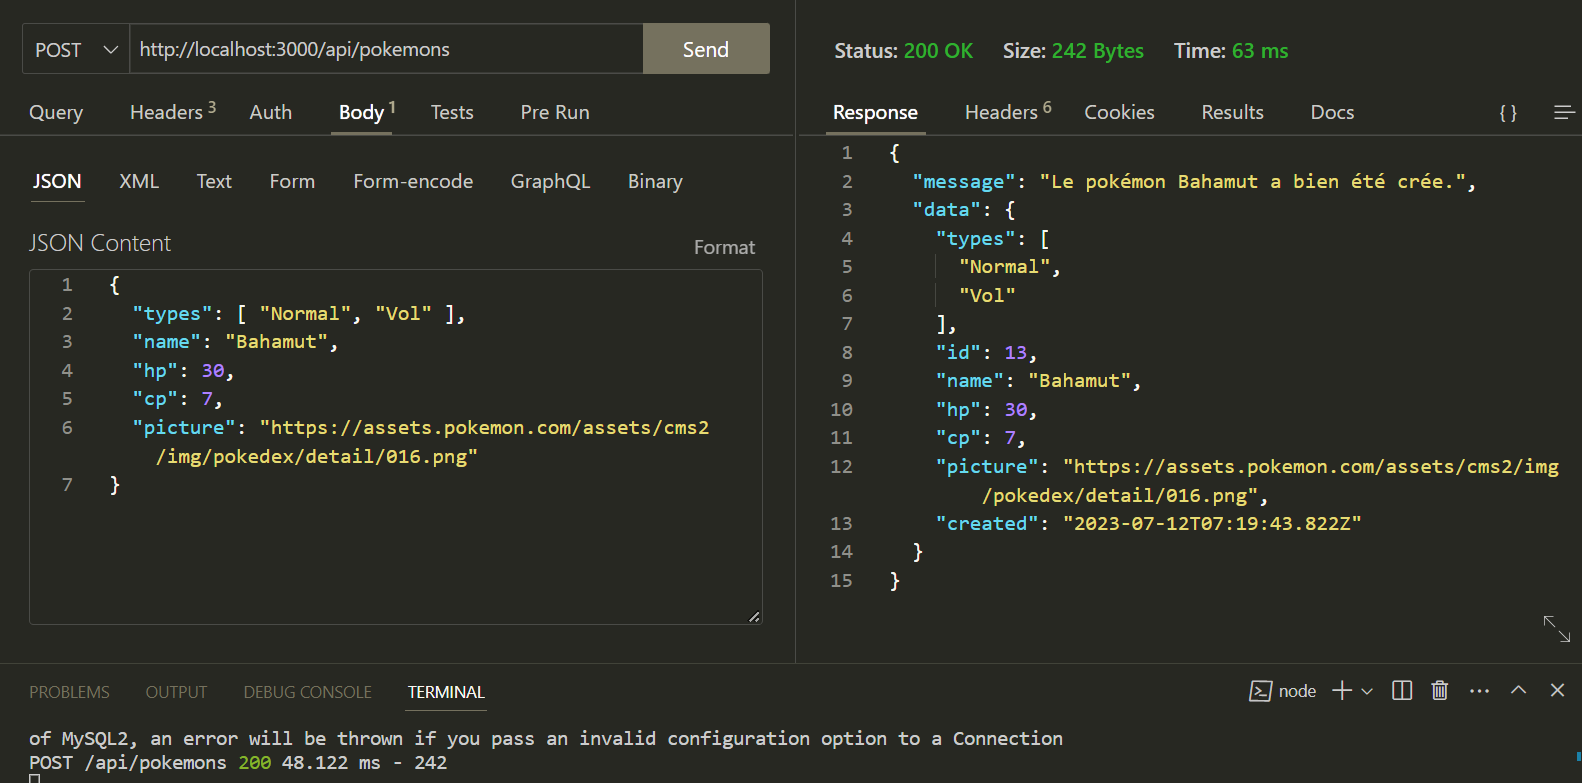 POST http://localhost:3000/api/pokemons Send
Status: 200 OK Size: 242 Bytes Time: 63 ms
Query Headers 3 Auth Body 1 Tests Pre Run
Response Headers 6 Cookies Results Docs { }
JSON XML Text Form Form-encode GraphQL Binary
JSON Content Format
1 {
2 "types": [ "Normal", "Vol" ],
3 "name": "Bahamut",
4 "hp": 30,
5 "cp": 7,
6 "picture": "https://assets.pokemon.com/assets/cms2
/img/pokedex/detail/016.png"
7 }
1 {
2 "message": "Le pokémon Bahamut a bien été crée.",
3 "data": {
4 "types": [
5 "Normal",
6 "Vol"
7 ],
8 "id": 13,
9 "name": "Bahamut",
10 "hp": 30,
11 "cp": 7,
12 "picture": "https://assets.pokemon.com/assets/cms2/img
/pokedex/detail/016.png",
13 "created": "2023-07-12T07:19:43.822Z"
14 }
15 }
PROBLEMS OUTPUT DEBUG CONSOLE TERMINAL node
of MySQL2, an error will be thrown if you pass an invalid configuration option to a Connection
POST /api/pokemons 200 48.122 ms - 242